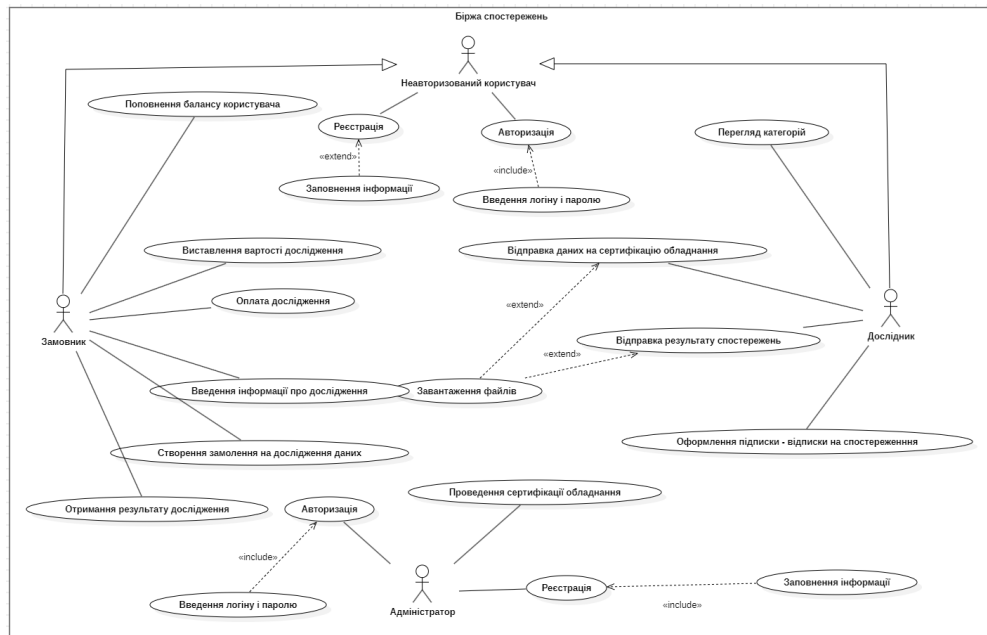 Біржа спостережень
Неавторизований користувач
Поповнення балансу користувача
Реєстрація
Авторизація
Перегляд категорій
«extend»
«include»
Заповнення інформації
Введення логіну і паролю
Виставлення вартості дослідження
Відправка даних на сертифікацію обладнання
Оплата дослідження
«extend»
Замовник
Дослідник
Відправка результату спостережень
«extend»
Введення інформації про дослідження
Завантаження файлів
Створення замолення на дослідження даних
Оформлення підписки - відписки на спостереженння
Проведення сертифікації обладнання
Отримання результату дослідження
Авторизація
«include»
Заповнення інформації
Реєстрація
«include»
Введення логіну і паролю
Адміністратор